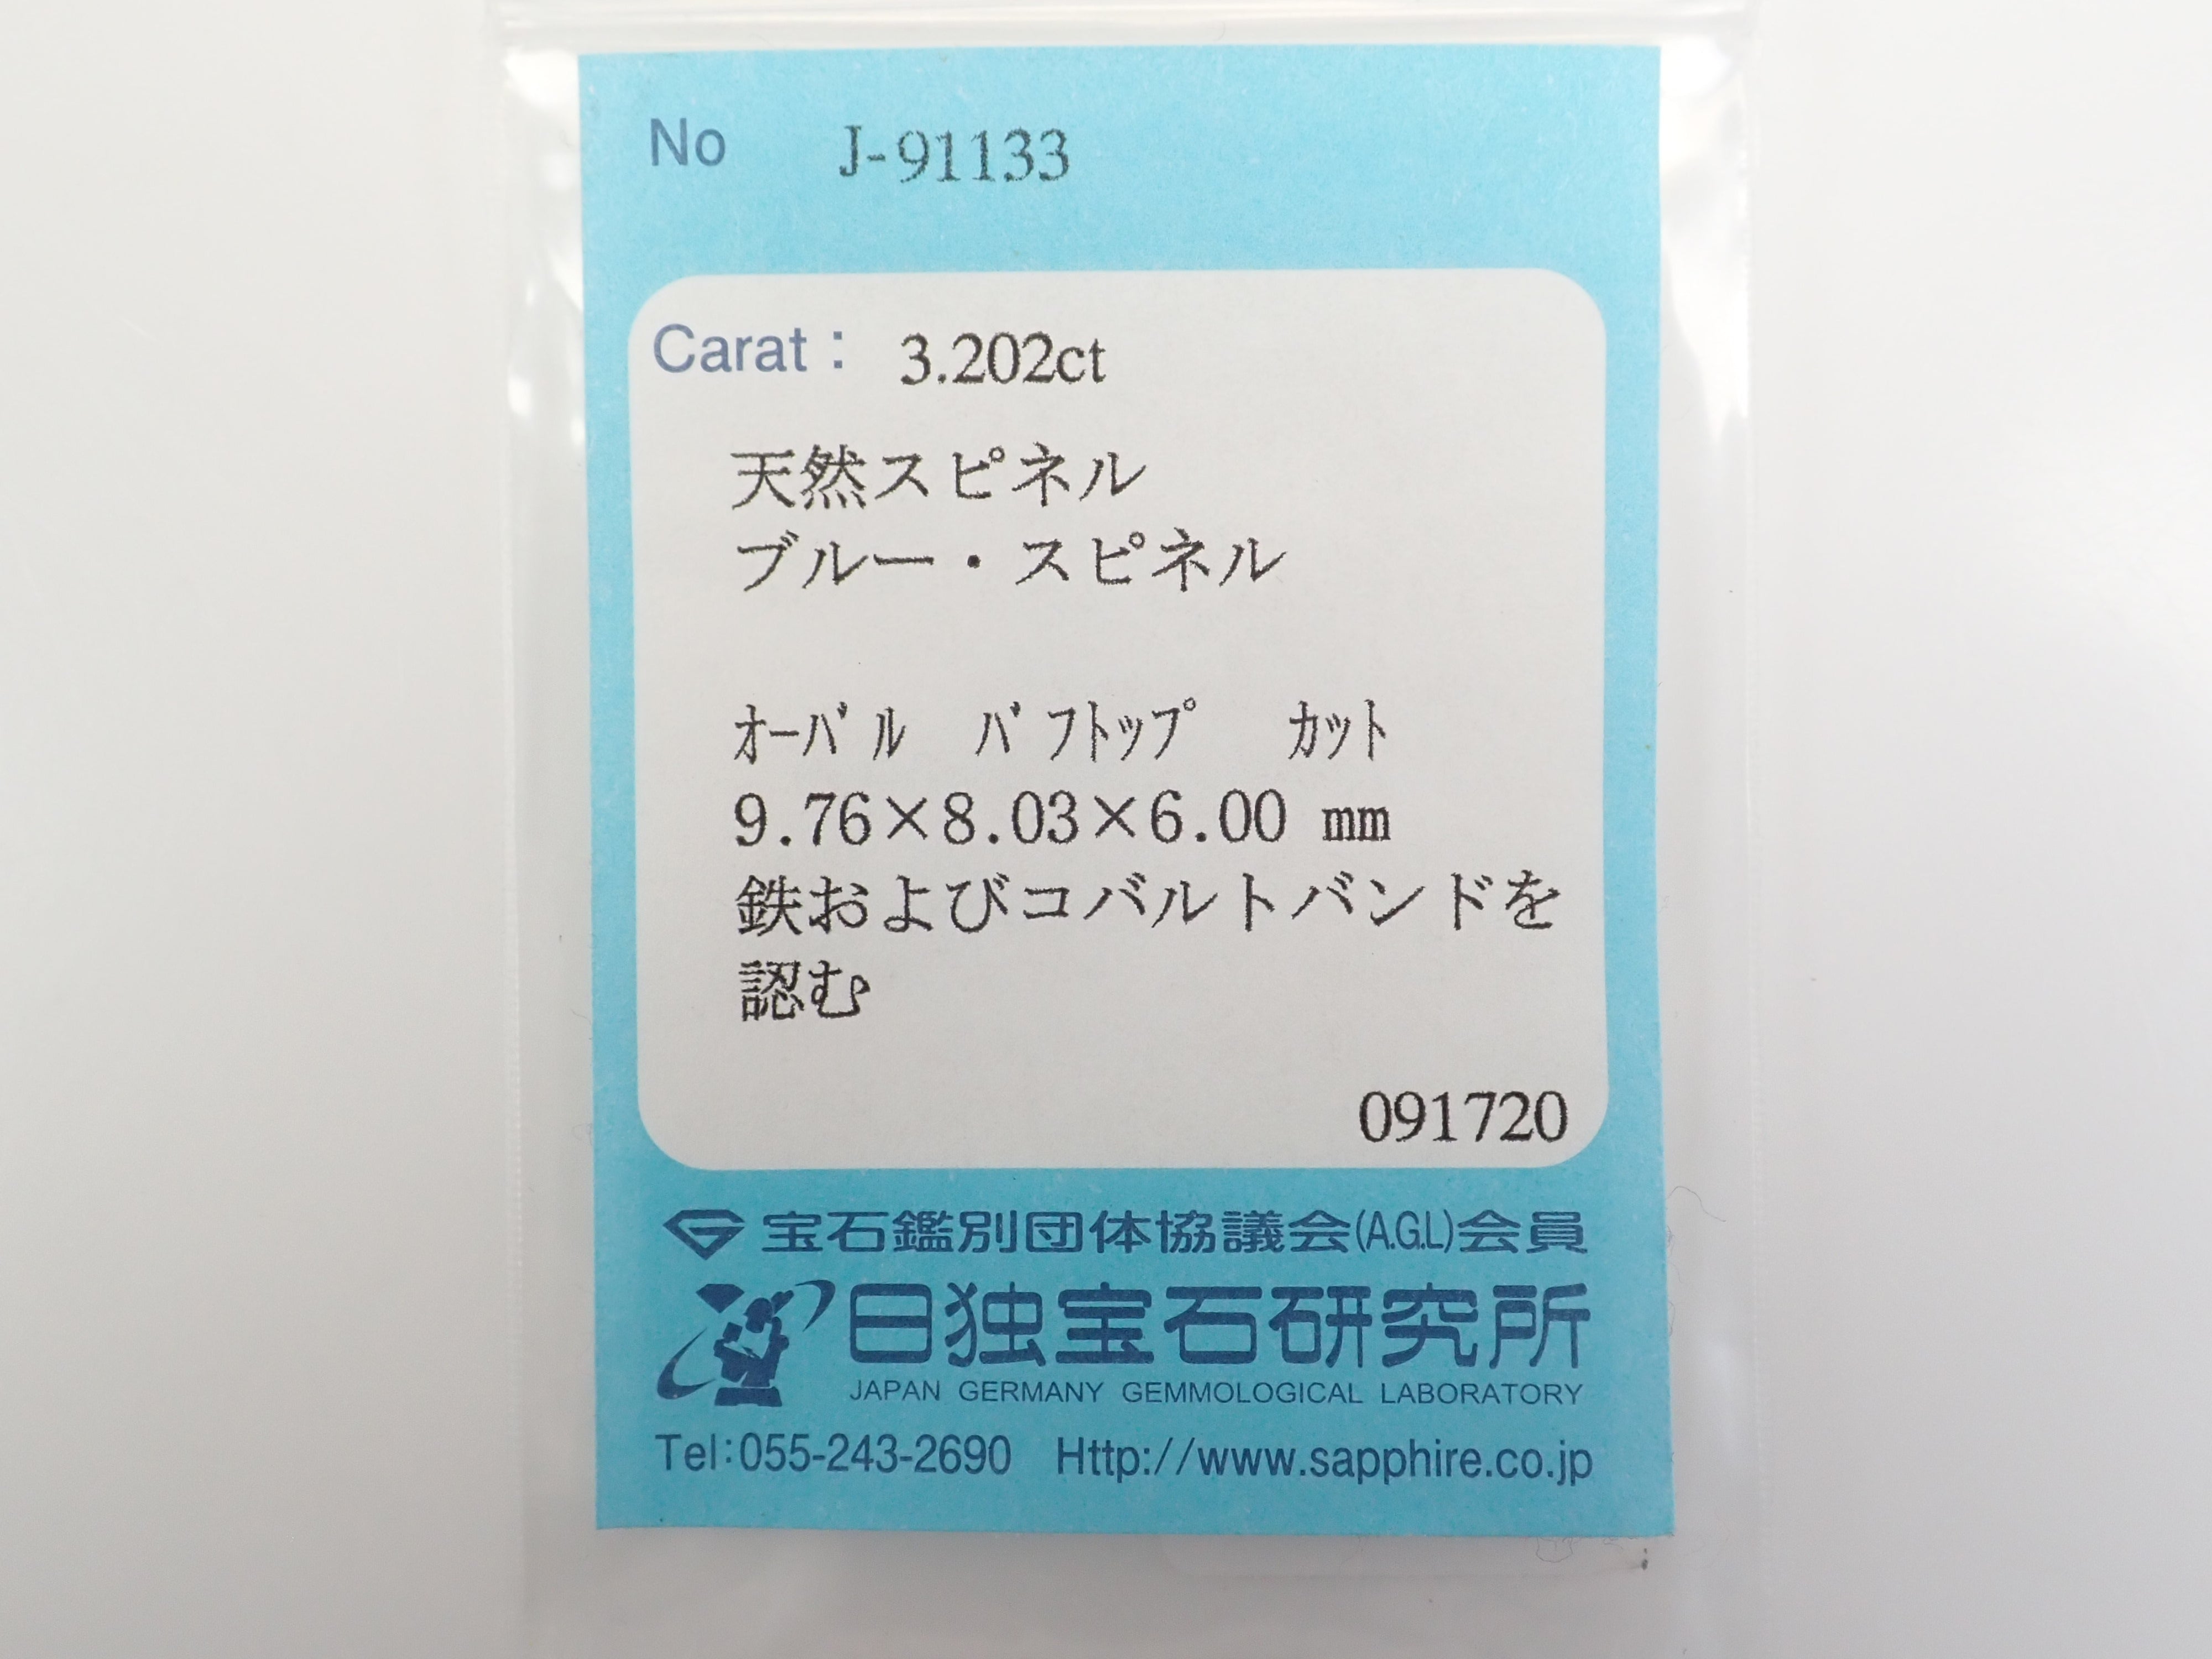 No J-91133
Carat： 3.202ct
天然スピネル
ブルー・スピネル
ｵｰﾊﾞﾙ ﾊﾞﾌﾄｯﾌﾟ ｶｯﾄ
9.76×8.03×6.00 mm
鉄およびコバルトバンドを
認む
091720
宝石鑑別団体協議会(A.G.L)会員
日独宝石研究所
JAPAN GERMANY GEMMOLOGICAL LABORATORY
Tel:055-243-2690 Http://www.sapphire.co.jp